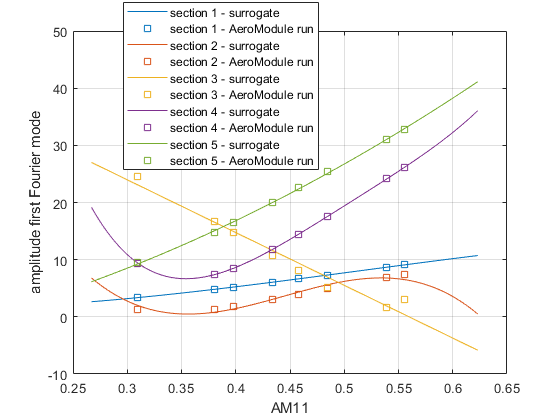 section 1 - surrogate
section 1 - AeroModule run
section 2 - surrogate
section 2 - AeroModule run
section 3 - surrogate
section 3 - AeroModule run
section 4 - surrogate
section 4 - AeroModule run
section 5 - surrogate
section 5 - AeroModule run
50
40
30
20
10
0
-10
amplitude first Fourier mode
0.25 0.3 0.35 0.4 0.45 0.5 0.55 0.6 0.65
AM11